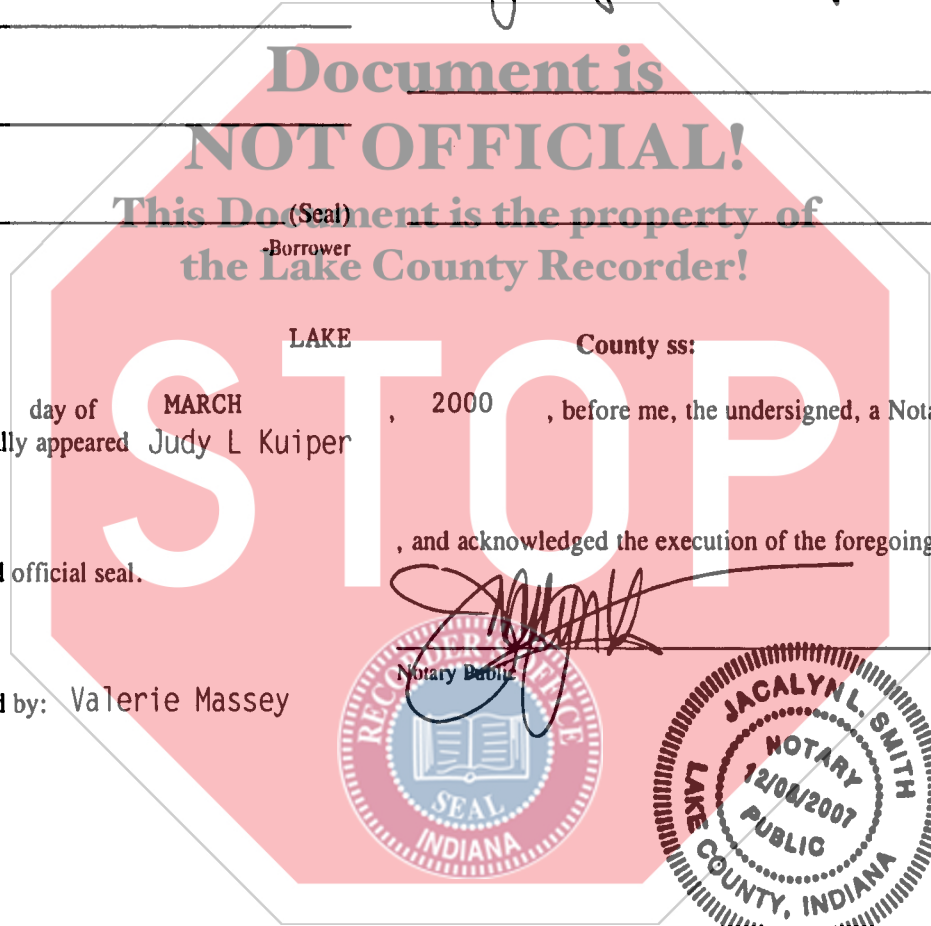 Document is
NOT OFFICIAL!
This Document is the property of
the Lake County Recorder!
(Seal)
-Borrower
LAKE County ss:
day of MARCH , 2000 , before me, the undersigned, a Nota
lly appeared Judy L Kuiper
STOP
, and acknowledged the execution of the foregoing
d official seal.
Notary Public
d by: Valerie Massey
RECORDER'S OFFICE
SEAL
INDIANA
JACALYN L. SMITH
NOTARY
PUBLIC
LAKE COUNTY, INDIANA